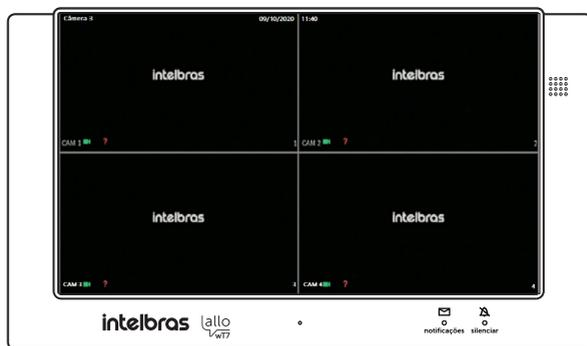 Câmera 3 09/10/2020 11:40
intelbras intelbras
CAM 1 ? 1 CAM 2 ? 2
intelbras intelbras
CAM 3 ? 3 CAM 4 ? 4
intelbras allo wT7
notificações silenciar